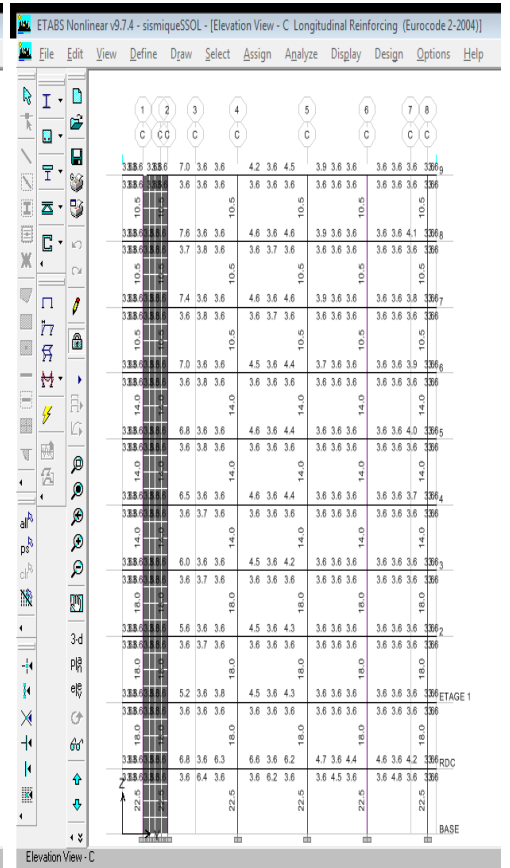 ETABS Nonlinear v9.7.4 - sismiqueSSOL - [Elevation View - C Longitudinal Reinforcing (Eurocode 2-2004)]
File Edit View Define Draw Select Assign Analyze Display Design Options Help
1 2 3 4 5 6 7 8
C C C C C C C C C
7.0 3.6 3.6 4.2 3.6 4.5 3.9 3.6 3.6 3.6 3.6 3.6 9
3.6 3.6 3.6 3.6 3.6 3.6 3.6 3.6 3.6 3.6 3.6 3.6
10.5 10.5 10.5 10.5 10.5
7.6 3.6 3.6 4.6 3.6 4.6 3.9 3.6 3.6 3.6 3.6 4.1 8
3.7 3.8 3.6 3.6 3.7 3.6 3.6 3.6 3.6 3.6 3.6 3.6
10.5 10.5 10.5 10.5 10.5
7.4 3.6 3.6 4.6 3.6 4.6 3.9 3.6 3.6 3.6 3.6 3.8 7
3.6 3.8 3.6 3.6 3.7 3.6 3.6 3.6 3.6 3.6 3.6 3.6
10.5 10.5 10.5 10.5 10.5
7.0 3.6 3.6 4.5 3.6 4.4 3.7 3.6 3.6 3.6 3.6 3.9 6
3.6 3.8 3.6 3.6 3.6 3.6 3.6 3.6 3.6 3.6 3.6 3.6
14.0 14.0 14.0 14.0 14.0
6.8 3.6 3.6 4.6 3.6 4.4 3.6 3.6 3.6 3.6 3.6 4.0 5
3.6 3.8 3.6 3.6 3.6 3.6 3.6 3.6 3.6 3.6 3.6 3.6
14.0 14.0 14.0 14.0 14.0
6.5 3.6 3.6 4.6 3.6 4.4 3.6 3.6 3.6 3.6 3.6 3.7 4
3.6 3.7 3.6 3.6 3.6 3.6 3.6 3.6 3.6 3.6 3.6 3.6
14.0 14.0 14.0 14.0 14.0
6.0 3.6 3.6 4.5 3.6 4.2 3.6 3.6 3.6 3.6 3.6 3.6 3
3.6 3.7 3.6 3.6 3.6 3.6 3.6 3.6 3.6 3.6 3.6 3.6
18.0 18.0 18.0 18.0 18.0
5.6 3.6 3.6 4.5 3.6 4.3 3.6 3.6 3.6 3.6 3.6 3.6 2
3.6 3.7 3.6 3.6 3.6 3.6 3.6 3.6 3.6 3.6 3.6 3.6
18.0 18.0 18.0 18.0 18.0
5.2 3.6 3.8 4.5 3.6 4.3 3.6 3.6 3.6 3.6 3.6 3.6 ETAGE 1
3.6 3.6 3.6 3.6 3.6 3.6 3.6 3.6 3.6 3.6 3.6 3.6
18.0 18.0 18.0 18.0 18.0
6.8 3.6 6.3 6.6 3.6 6.2 4.7 3.6 4.4 3.6 4.6 4.2 RDC
3.6 6.4 3.6 3.6 6.2 3.6 3.6 4.5 3.6 3.6 4.8 3.6
22.5 22.5 22.5 22.5 22.5
Z
BASE
all
ps
clr
3-d
Elevation View - C